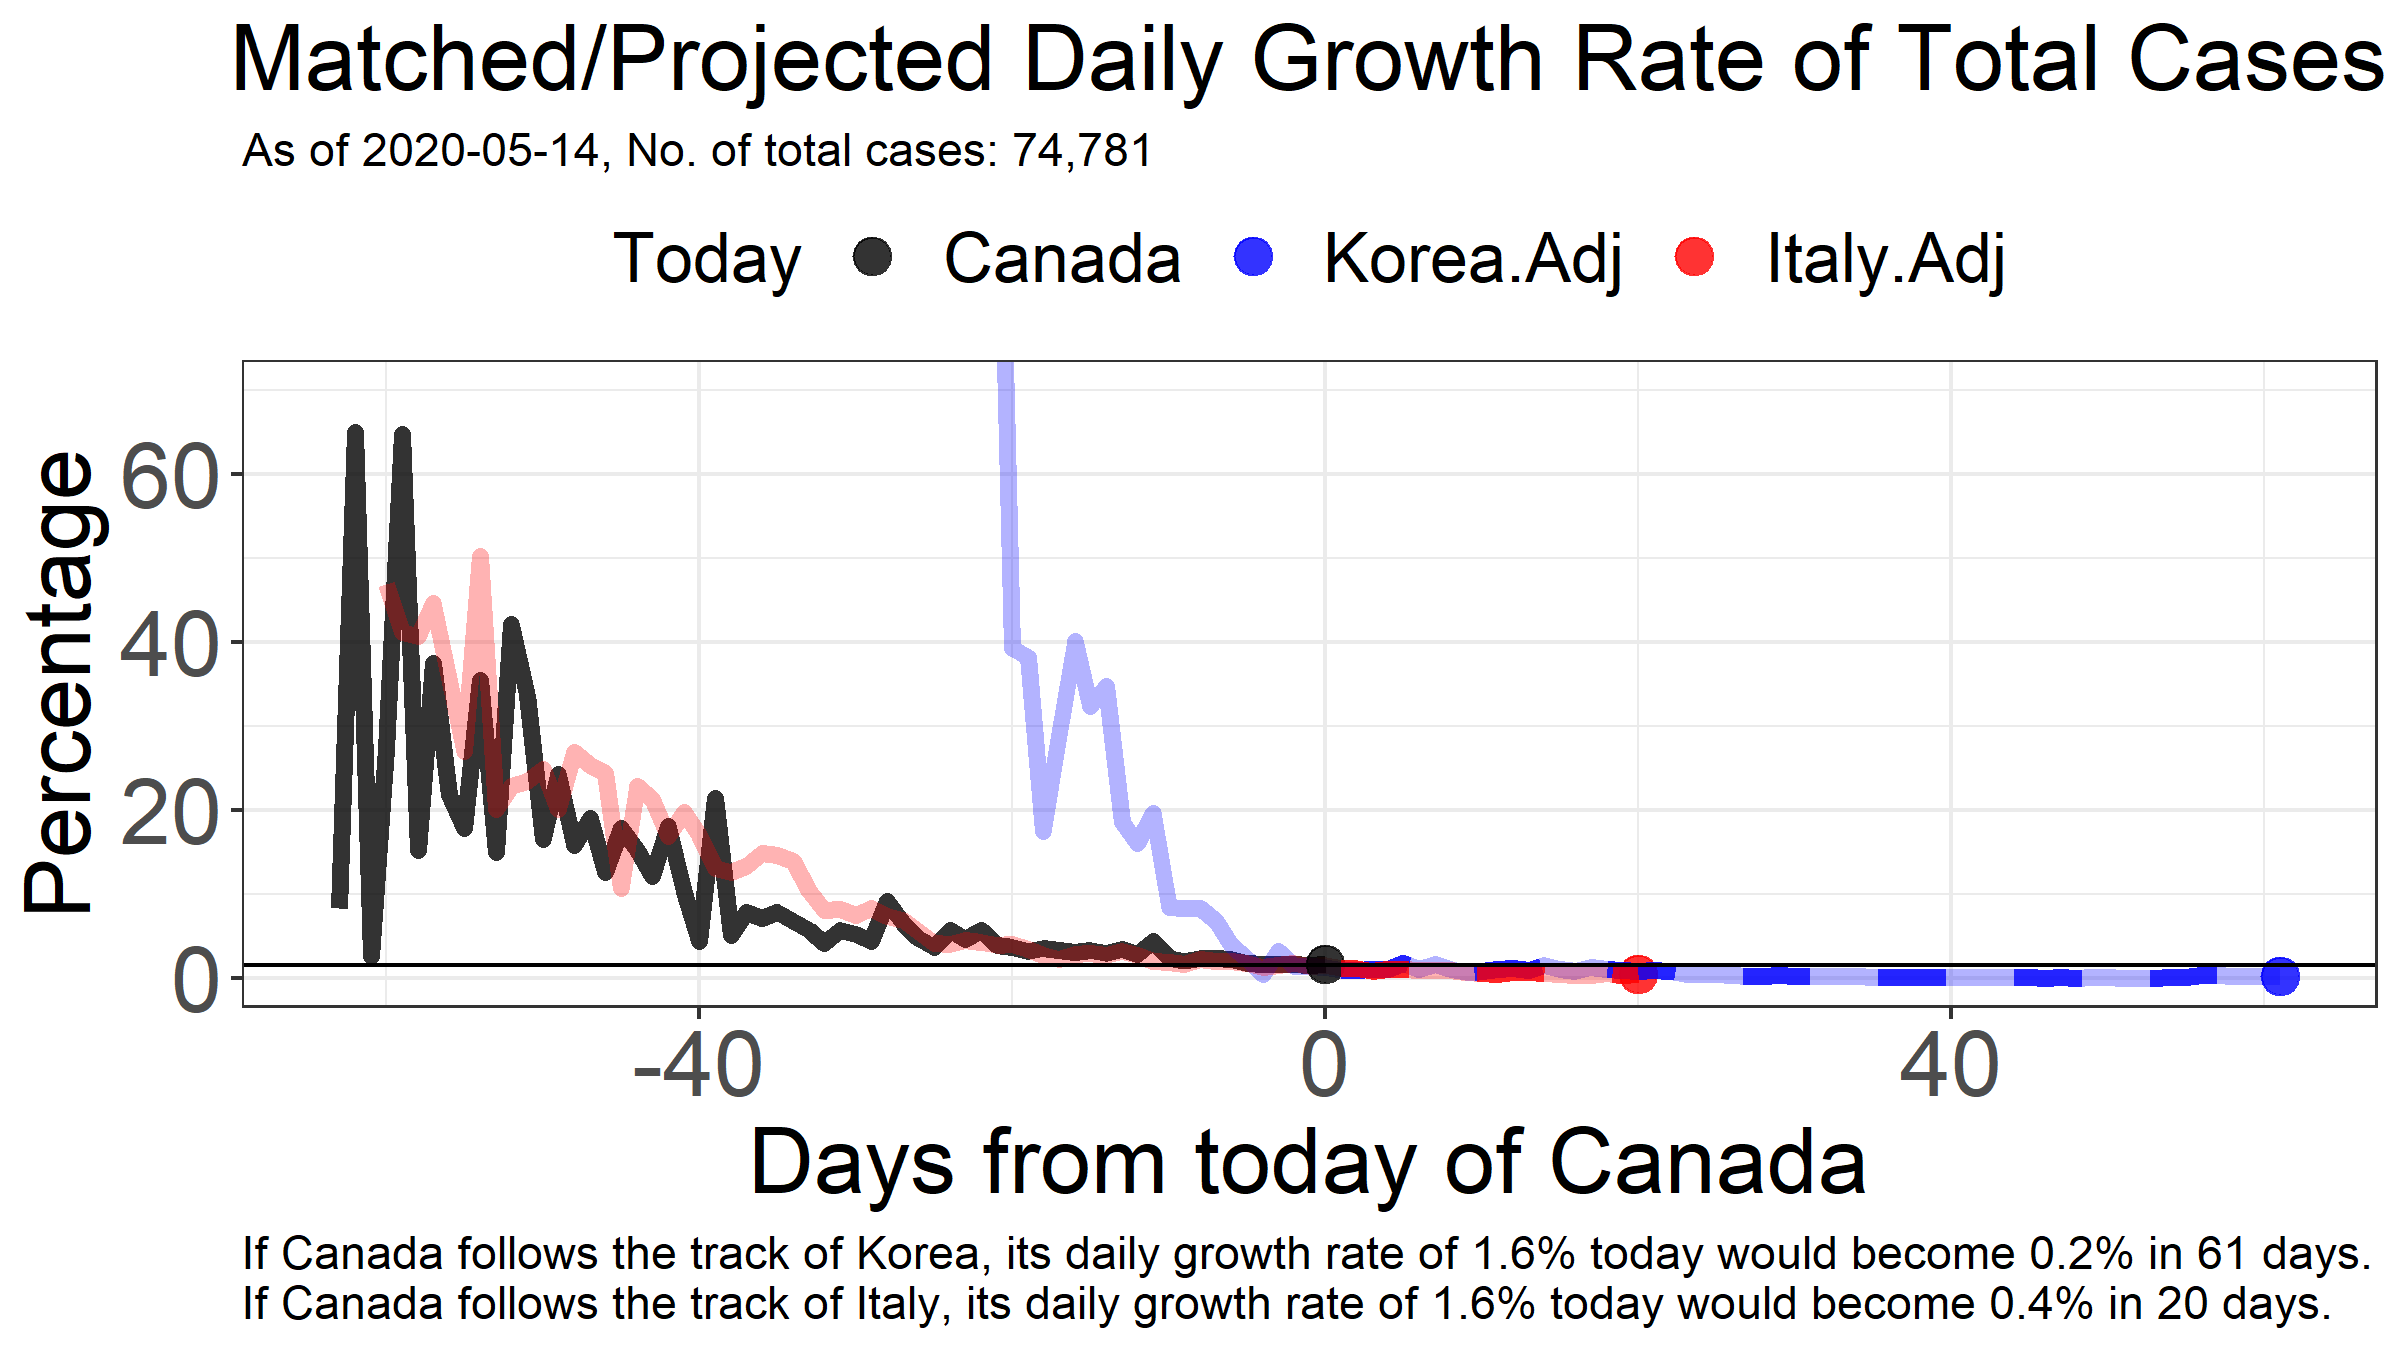 Matched/Projected Daily Growth Rate of Total Cases
As of 2020-05-14, No. of total cases: 74,781
Today Canada Korea.Adj Italy.Adj
Percentage
60
40
20
0
-40 0 40
Days from today of Canada
If Canada follows the track of Korea, its daily growth rate of 1.6% today would become 0.2% in 61 days.
If Canada follows the track of Italy, its daily growth rate of 1.6% today would become 0.4% in 20 days.